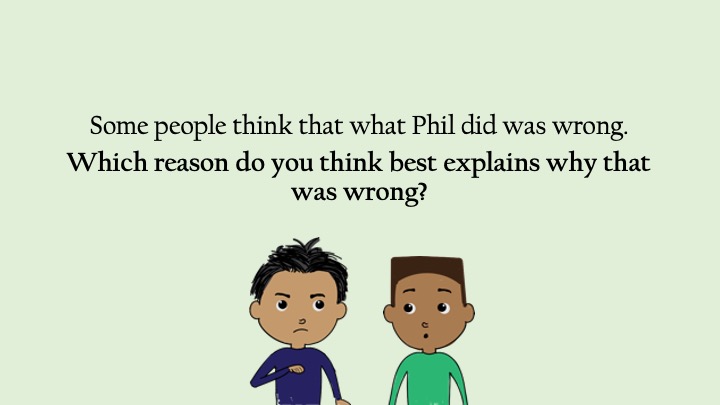 Some people think that what Phil did was wrong.
Which reason do you think best explains why that
was wrong?